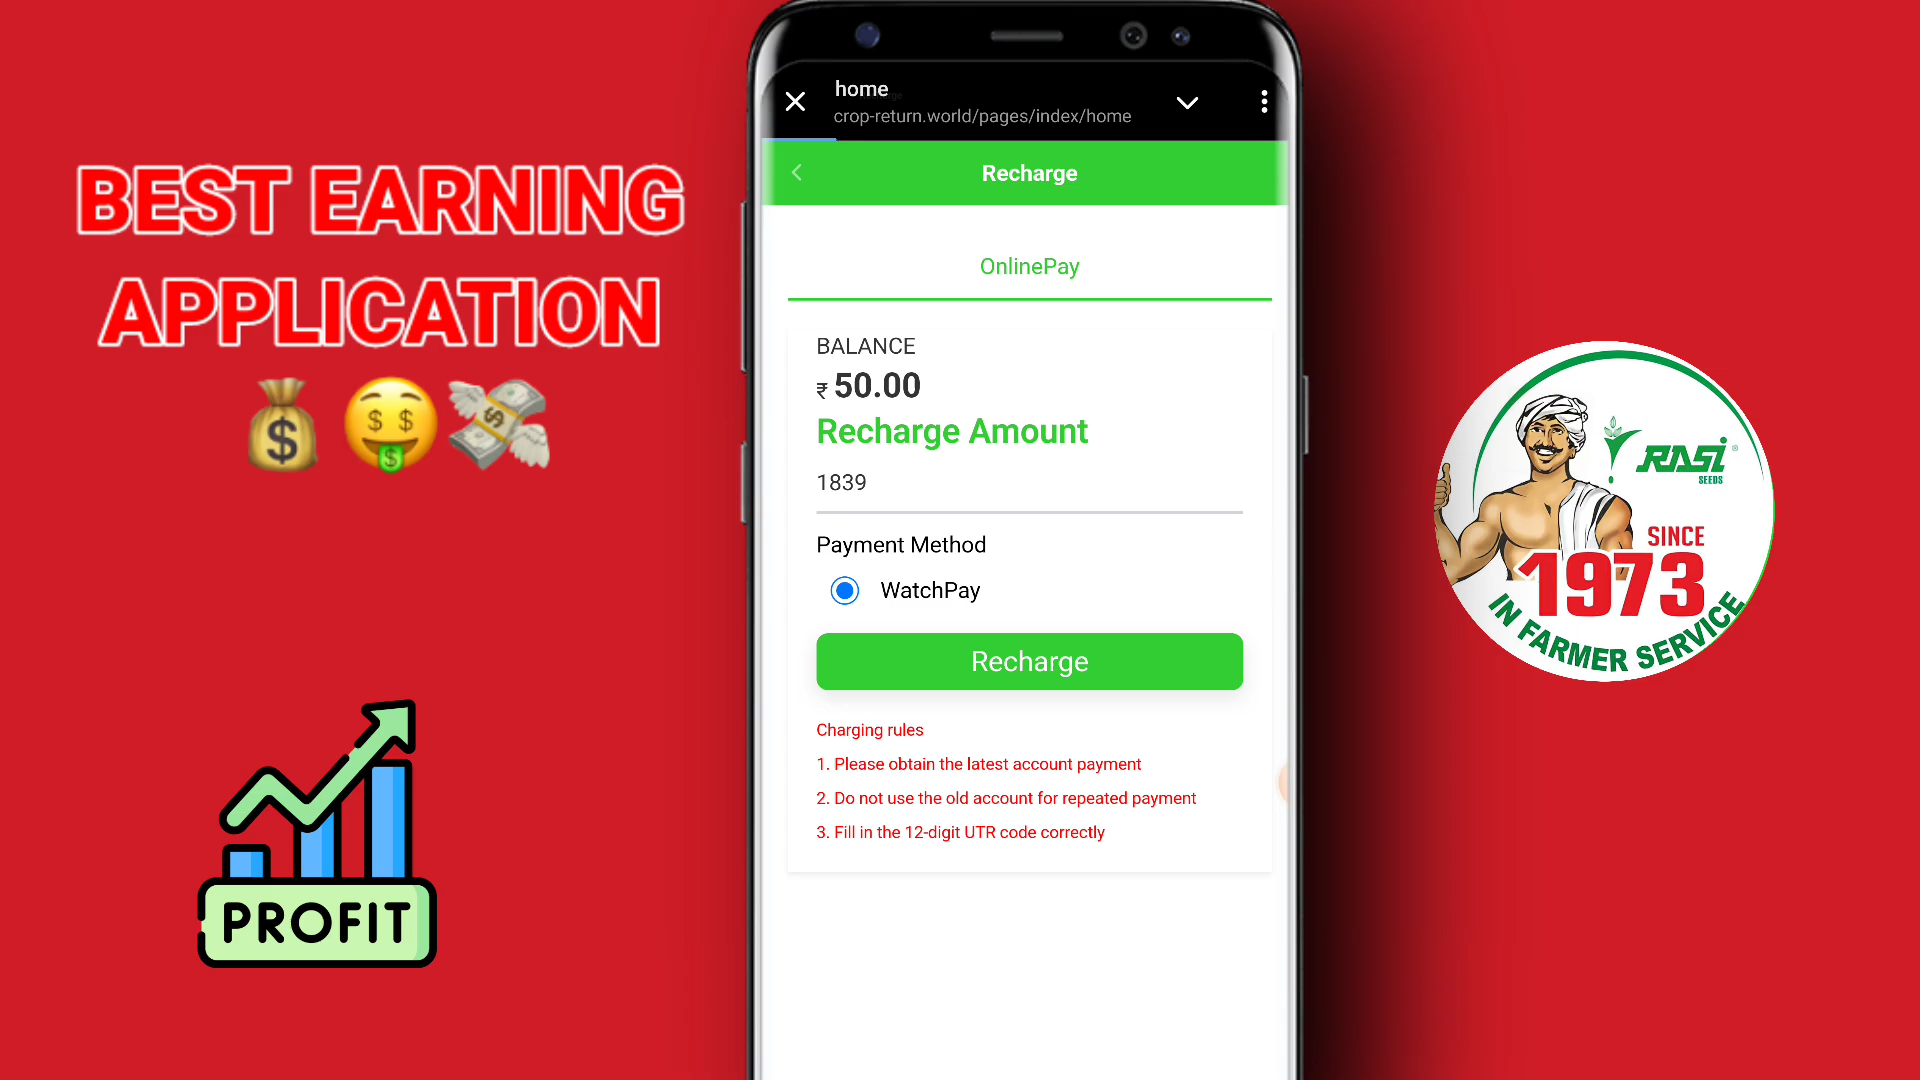 BEST EARNING
APPLICATION
PROFIT
home
crop-return.world/pages/index/home
Recharge
OnlinePay
BALANCE
₹ 50.00
Recharge Amount
1839
Payment Method
WatchPay
Recharge
Charging rules
1. Please obtain the latest account payment
2. Do not use the old account for repeated payment
3. Fill in the 12-digit UTR code correctly
RASI ®
SEEDS
SINCE
1973
IN FARMER SERVICE